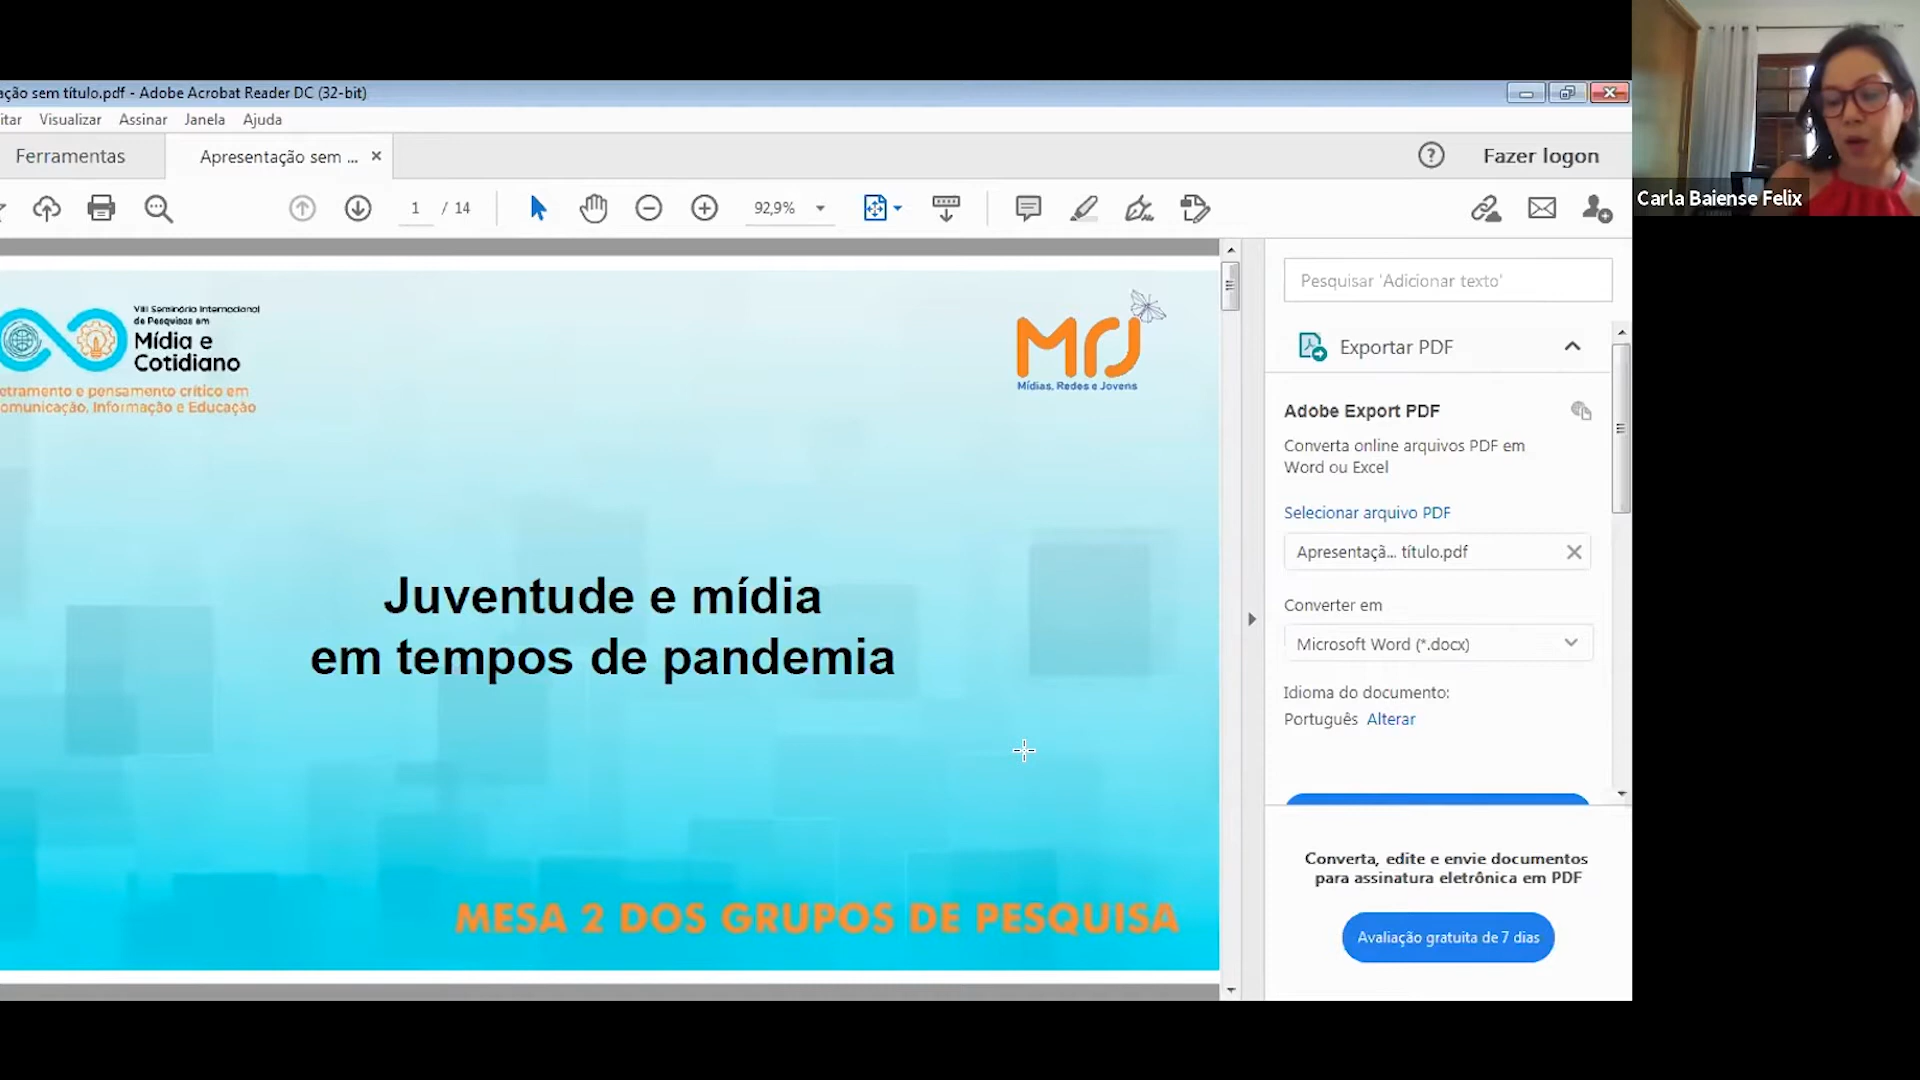 ação sem título.pdf - Adobe Acrobat Reader DC (32-bit)
itar Visualizar Assinar Janela Ajuda
Ferramentas Apresentação sem ... Fazer logon
1 / 14 92,9%
Carla Baiense Felix
VIII Seminário Internacional
de Pesquisas em
Mídia e
Cotidiano
etramento e pensamento crítico em
omunicação, Informação e Educação
MRJ
Mídias, Redes e Jovens
Juventude e mídia
em tempos de pandemia
MESA 2 DOS GRUPOS DE PESQUISA
Pesquisar 'Adicionar texto'
Exportar PDF
Adobe Export PDF
Converta online arquivos PDF em
Word ou Excel
Selecionar arquivo PDF
Apresentaçã... título.pdf
Converter em
Microsoft Word (*.docx)
Idioma do documento:
Português Alterar
Converta, edite e envie documentos
para assinatura eletrônica em PDF
Avaliação gratuita de 7 dias